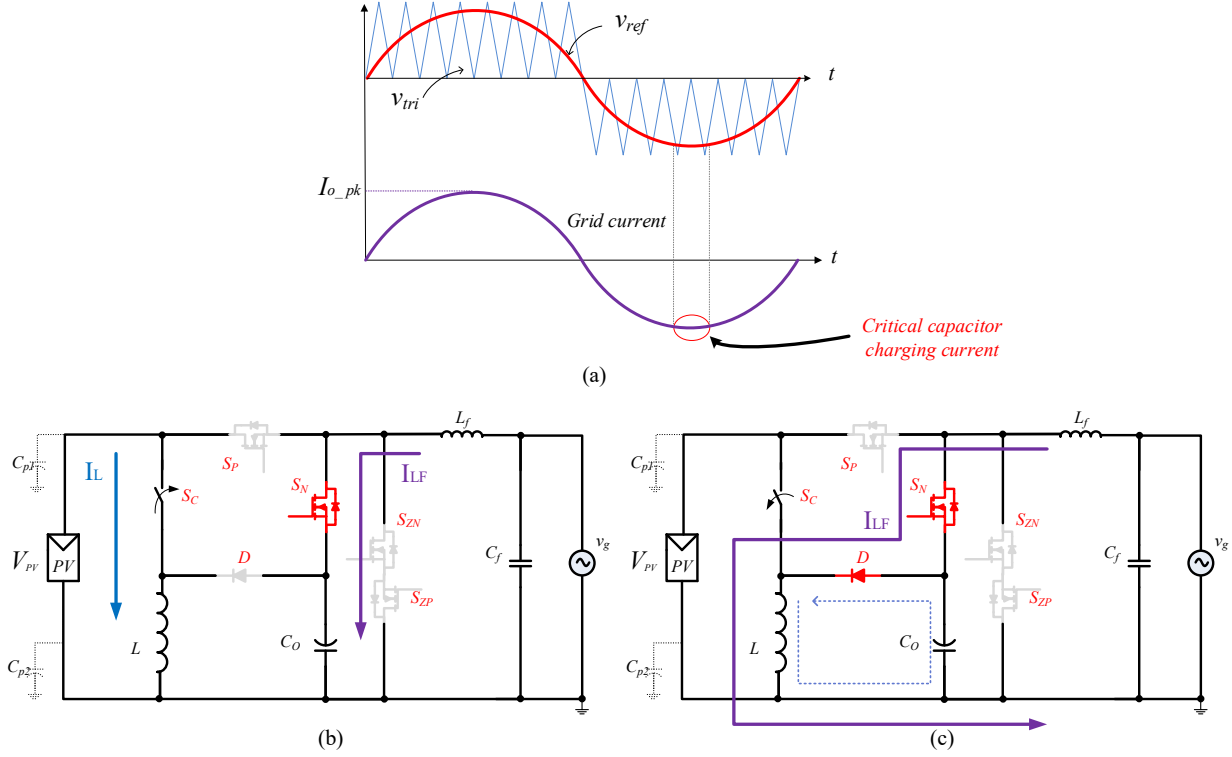 v_ref
t
v_tri
I_o_pk
Grid current
t
Critical capacitor
charging current
(a)
L_f
C_p1
S_P
I_L
S_C
S_N
I_LF
S_ZN
v_g
V_PV
PV
D
C_f
S_ZP
L
C_O
C_p2
(b)
L_f
C_p1
S_P
S_C
S_N
I_LF
S_ZN
v_g
V_PV
PV
D
C_f
S_ZP
L
C_O
C_p2
(c)